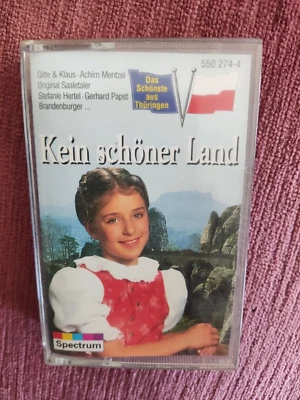 Gitte & Klaus · Achim Mentzel
Original Saaletaler
Stefanie Hertel · Gerhard Papst
Brandenburger ...
Das
Schönste
aus
Thüringen
550 274-4
Kein schöner Land
Spectrum